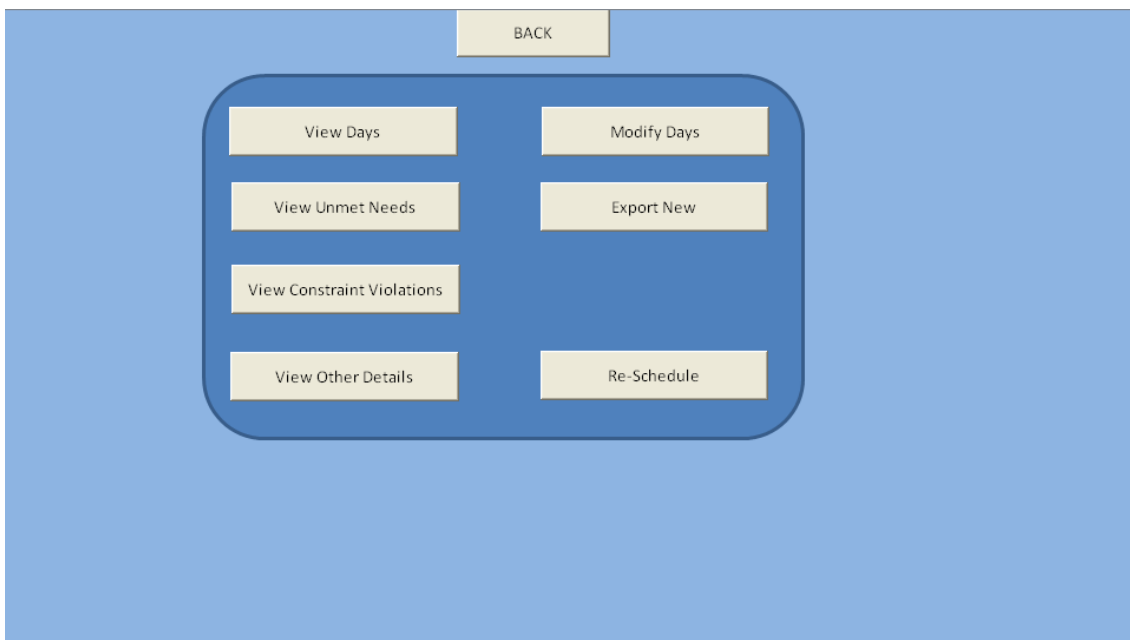 BACK
View Days
Modify Days
View Unmet Needs
Export New
View Constraint Violations
View Other Details
Re-Schedule